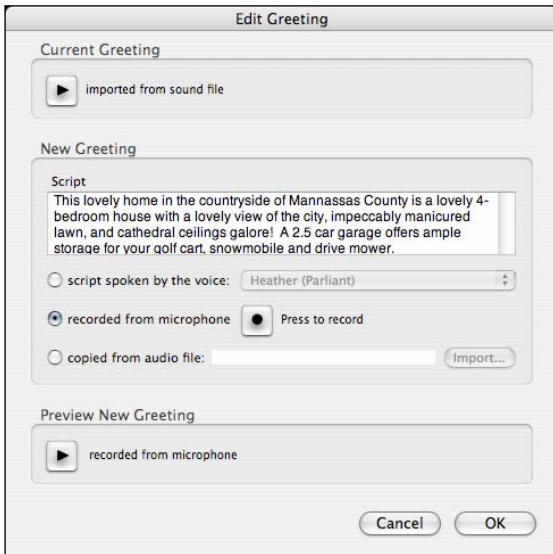 Edit Greeting
Current Greeting
imported from sound file
New Greeting
Script
This lovely home in the countryside of Mannassas County is a lovely 4-
bedroom house with a lovely view of the city, impeccably manicured
lawn, and cathedral ceilings galore!  A 2.5 car garage offers ample
storage for your golf cart, snowmobile and drive mower.
script spoken by the voice: Heather (Parliant)
recorded from microphone Press to record
copied from audio file: Import...
Preview New Greeting
recorded from microphone
Cancel OK